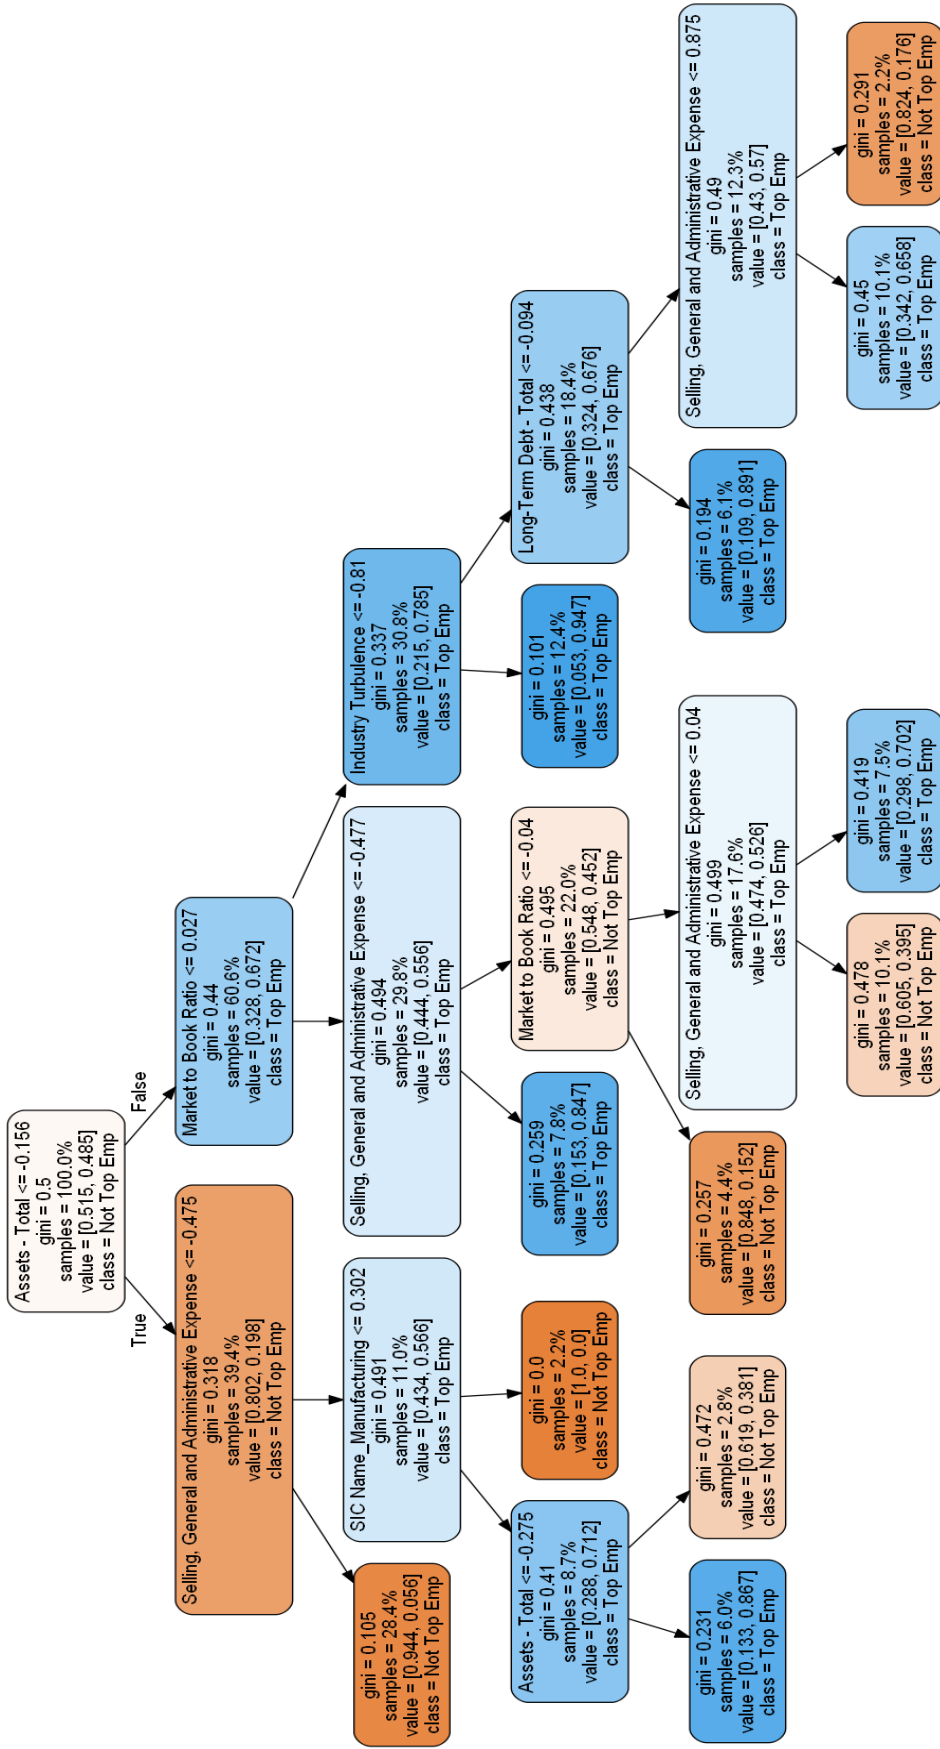 Assets - Total <= -0.156
gini = 0.5
samples = 100.0%
value = [0.515, 0.485]
class = Not Top Emp
True
False
Selling, General and Administrative Expense <= -0.475
gini = 0.318
samples = 39.4%
value = [0.802, 0.198]
class = Not Top Emp
Market to Book Ratio <= 0.027
gini = 0.44
samples = 60.6%
value = [0.328, 0.672]
class = Top Emp
gini = 0.105
samples = 28.4%
value = [0.944, 0.056]
class = Not Top Emp
SIC Name_Manufacturing <= 0.302
gini = 0.491
samples = 11.0%
value = [0.434, 0.566]
class = Top Emp
Selling, General and Administrative Expense <= -0.477
gini = 0.494
samples = 29.8%
value = [0.444, 0.556]
class = Top Emp
Industry Turbulence <= -0.81
gini = 0.337
samples = 30.8%
value = [0.215, 0.785]
class = Top Emp
Assets - Total <= -0.275
gini = 0.41
samples = 8.7%
value = [0.288, 0.712]
class = Top Emp
gini = 0.0
samples = 2.2%
value = [1.0, 0.0]
class = Not Top Emp
gini = 0.259
samples = 7.8%
value = [0.153, 0.847]
class = Top Emp
Market to Book Ratio <= -0.04
gini = 0.495
samples = 22.0%
value = [0.548, 0.452]
class = Not Top Emp
gini = 0.101
samples = 12.4%
value = [0.053, 0.947]
class = Top Emp
Long-Term Debt - Total <= -0.094
gini = 0.438
samples = 18.4%
value = [0.324, 0.676]
class = Top Emp
gini = 0.231
samples = 6.0%
value = [0.133, 0.867]
class = Top Emp
gini = 0.472
samples = 2.8%
value = [0.619, 0.381]
class = Not Top Emp
gini = 0.257
samples = 4.4%
value = [0.848, 0.152]
class = Not Top Emp
Selling, General and Administrative Expense <= 0.04
gini = 0.499
samples = 17.6%
value = [0.474, 0.526]
class = Top Emp
gini = 0.194
samples = 6.1%
value = [0.109, 0.891]
class = Top Emp
Selling, General and Administrative Expense <= 0.875
gini = 0.49
samples = 12.3%
value = [0.43, 0.57]
class = Top Emp
gini = 0.478
samples = 10.1%
value = [0.605, 0.395]
class = Not Top Emp
gini = 0.419
samples = 7.5%
value = [0.298, 0.702]
class = Top Emp
gini = 0.45
samples = 10.1%
value = [0.342, 0.658]
class = Top Emp
gini = 0.291
samples = 2.2%
value = [0.824, 0.176]
class = Not Top Emp